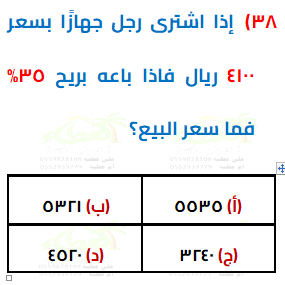 ٣٨) إذا اشترى رجل جهازًا بسعر
٤١٠٠ ريال فاذا باعه بربح ٣٥%
فما سعر البيع؟
(أ) ٥٥٣٥
(ب) ٥٣٢١
(ج) ٣٢٤٠
(د) ٤٥٢٠